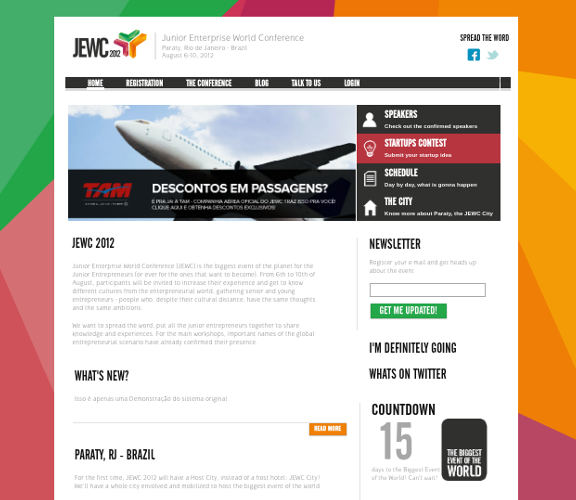 JEWC 2012
Junior Enterprise World Conference
Paraty, Rio de Janeiro - Brazil
August 6-10, 2012
SPREAD THE WORD
HOME REGISTRATION THE CONFERENCE BLOG TALK TO US LOGIN
TAM
DESCONTOS EM PASSAGENS?
É PRA JÁ! A TAM - COMPANHIA AÉREA OFICIAL DO JEWC TRAZ ISSO PRA VOCÊ!
CLIQUE AQUI E OBTENHA DESCONTOS EXCLUSIVOS!
SPEAKERS
Check out the confirmed speakers
STARTUPS CONTEST
Submit your startup idea
SCHEDULE
Day by day, what is gonna happen
THE CITY
Know more about Paraty, the JEWC City
JEWC 2012
Junior Enterprise World Conference (JEWC) is the biggest event of the planet for the
Junior Entrepreneurs (or ever for the ones that want to become). From 6th to 10th of
August, participants will be invited to increase their experience and get to know
different cultures from the enterpreneurial world, gathering senior and young
entrepreneurs - people who, despite their cultural distance, have the same thoughts
and the same ambitions.
We want to spread the word, put all the junior entrepreneurs together to share
knowledge and experiences. For the main workshops, important names of the global
entrepreneurial scenario have already confirmed their presence
WHAT'S NEW?
Isso é apenas uma Demonstração do sistema original
READ MORE
PARATY, RJ - BRAZIL
For the first time, JEWC 2012 will have a Host City, instead of a host hotel: JEWC City!
We'll have a whole city envolved and mobilized to host the biggest event of the world
NEWSLETTER
Register your e-mail and get heads up
about the event
GET ME UPDATED!
I'M DEFINITELY GOING
WHATS ON TWITTER
COUNTDOWN
15
days to the Biggest Event
of the World! Can't wait!
THE BIGGEST
EVENT OF THE
WORLD